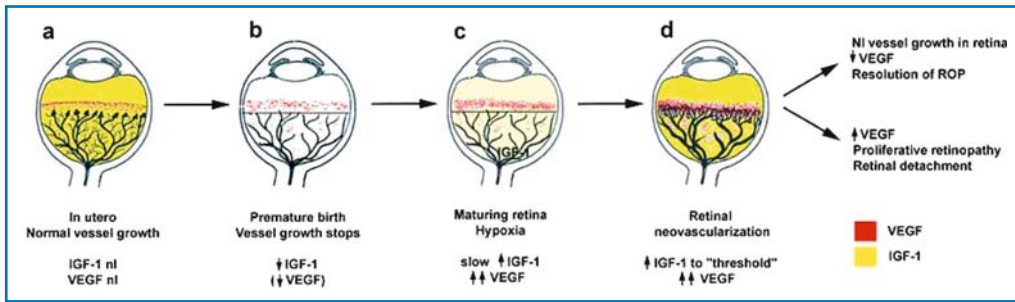 a
In utero
Normal vessel growth
IGF-1 nl
VEGF nl
b
Premature birth
Vessel growth stops
↓IGF-1
(↓VEGF)
c
IGF-1
Maturing retina
Hypoxia
slow ↑IGF-1
↑↑ VEGF
d
Retinal
neovascularization
↑IGF-1 to "threshold"
↑↑ VEGF
Nl vessel growth in retina
↓VEGF
Resolution of ROP
↑VEGF
Proliferative retinopathy
Retinal detachment
VEGF
IGF-1